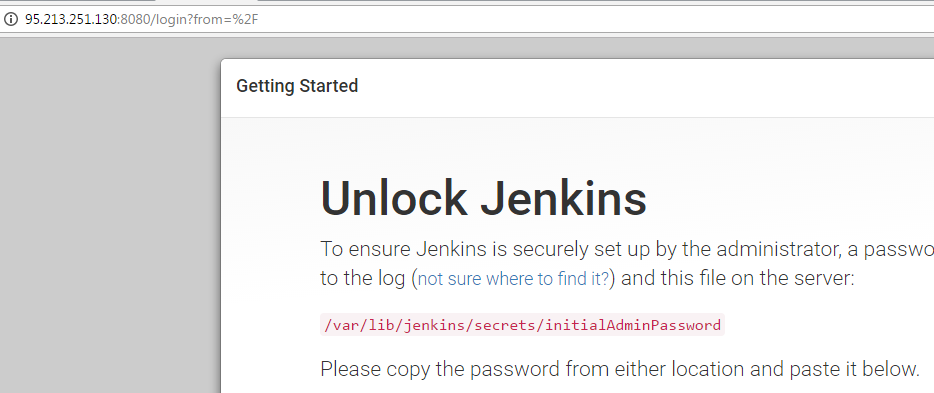 95.213.251.130:8080/login?from=%2F
Getting Started
Unlock Jenkins
To ensure Jenkins is securely set up by the administrator, a passwo
to the log (not sure where to find it?) and this file on the server:
/var/lib/jenkins/secrets/initialAdminPassword
Please copy the password from either location and paste it below.